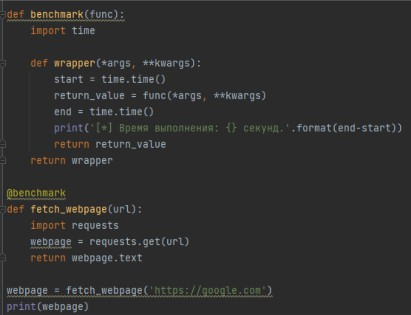 def benchmark(func):
    import time
    def wrapper(*args, **kwargs):
        start = time.time()
        return_value = func(*args, **kwargs)
        end = time.time()
        print('[*] Время выполнения: {} секунд.'.format(end-start))
        return return_value
    return wrapper
@benchmark
def fetch_webpage(url):
    import requests
    webpage = requests.get(url)
    return webpage.text
webpage = fetch_webpage('https://google.com')
print(webpage)